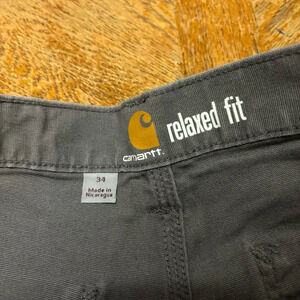 relaxed fit
carhartt
34
Made in
Nicaragua